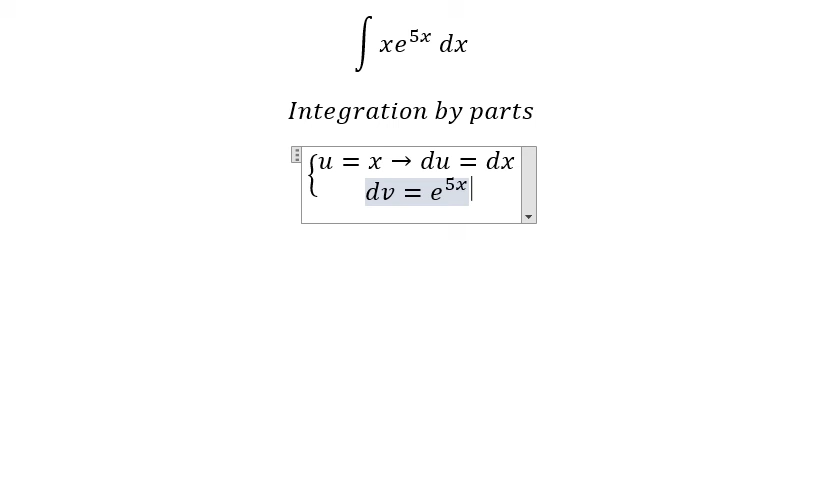 ∫ xe^{5x} dx
Integration by parts
{u = x → du = dx
dv = e^{5x}